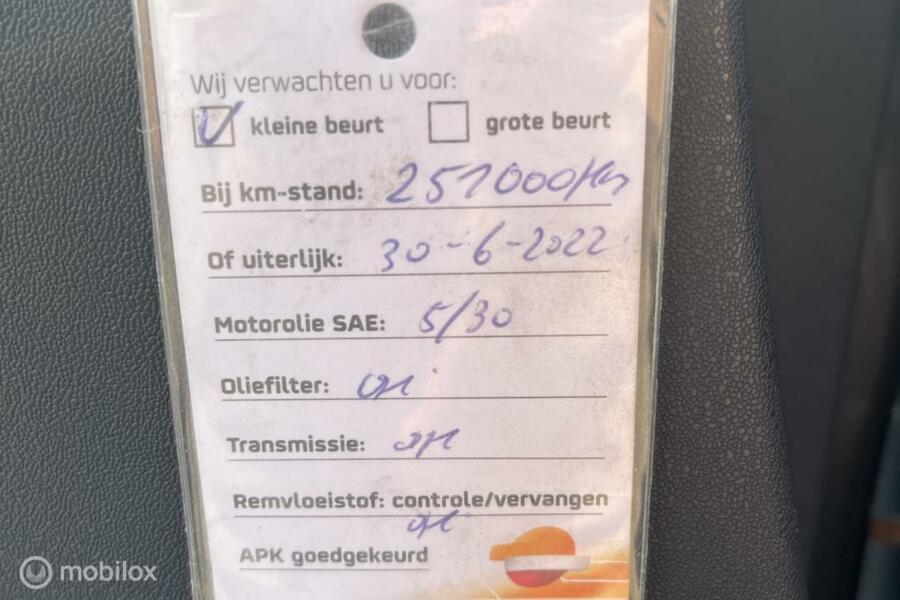 Wij verwachten u voor:
kleine beurt grote beurt
Bij km-stand: 251000km
Of uiterlijk: 30-6-2022
Motorolie SAE: 5/30
Oliefilter: ok
Transmissie: ok
Remvloeistof: controle/vervangen
ok
APK goedgekeurd
mobilox